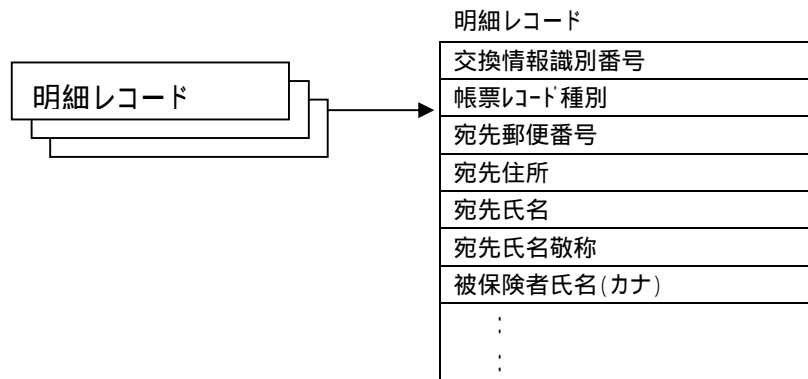 明細レコード
明細レコード
交換情報識別番号
帳票ﾚｺｰﾄﾞ種別
宛先郵便番号
宛先住所
宛先氏名
宛先氏名敬称
被保険者氏名(カナ)
:
: